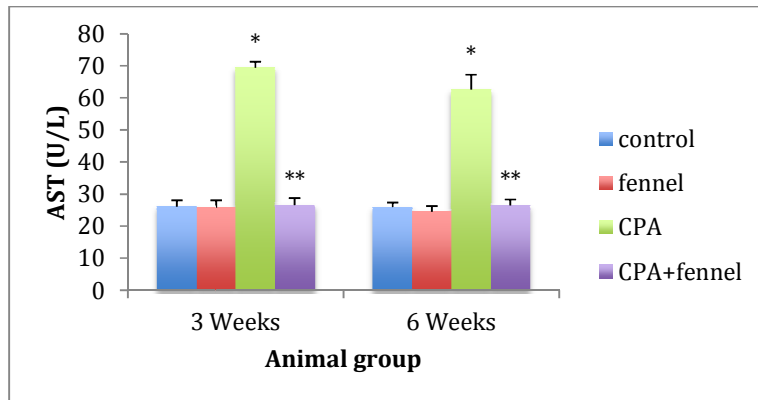 AST (U/L)
80
70
60
50
40
30
20
10
0
*
**
*
**
3 Weeks
6 Weeks
Animal group
control
fennel
CPA
CPA+fennel